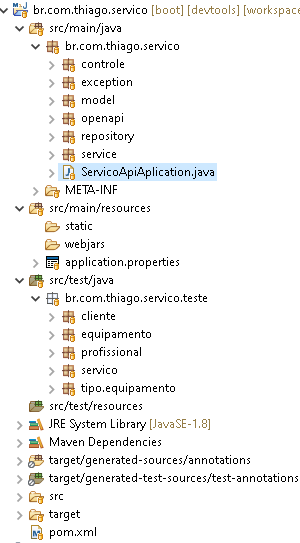 br.com.thiago.servico [boot] [devtools] [workspace
src/main/java
br.com.thiago.servico
controle
exception
model
openapi
repository
service
ServicoApiAplication.java
META-INF
src/main/resources
static
webjars
application.properties
src/test/java
br.com.thiago.servico.teste
cliente
equipamento
profissional
servico
tipo.equipamento
src/test/resources
JRE System Library [JavaSE-1.8]
Maven Dependencies
target/generated-sources/annotations
target/generated-test-sources/test-annotations
src
target
pom.xml